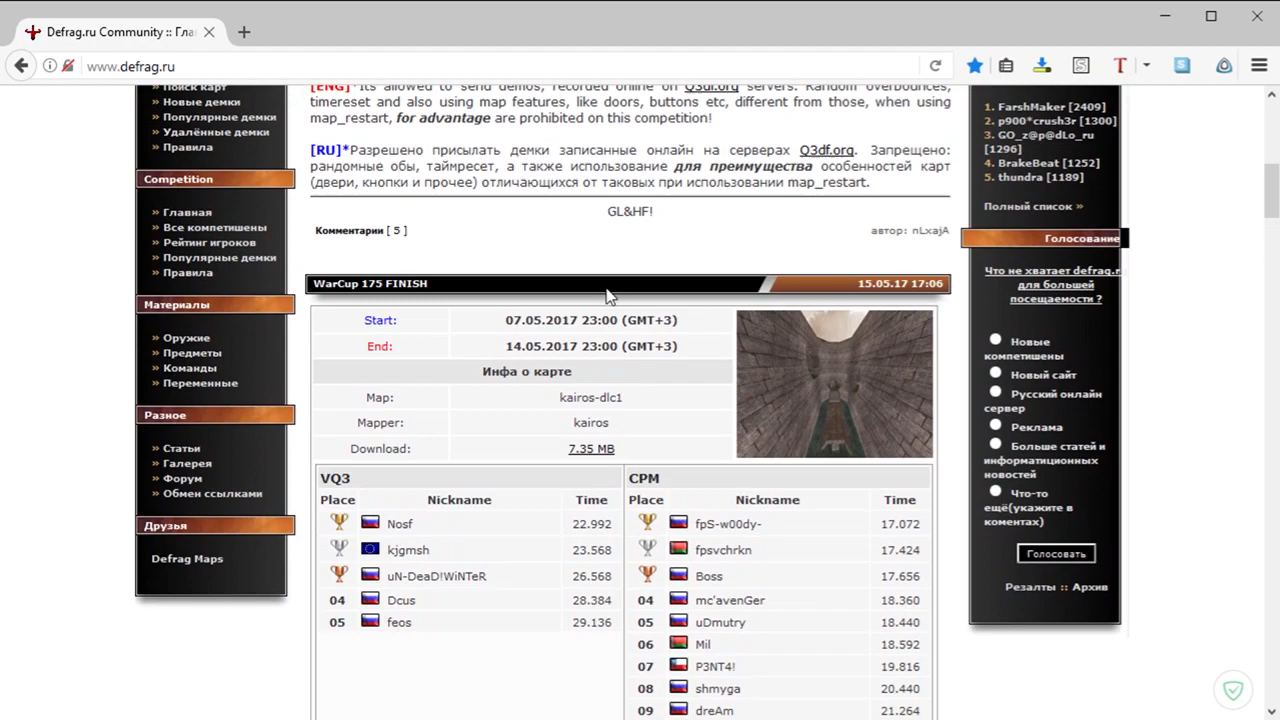 Defrag.ru Community :: Гла
www.defrag.ru
Поиск карт
Новые демки
Популярные демки
Удалённые демки
Правила
Competition
Главная
Все компетишены
Рейтинг игроков
Популярные демки
Правила
Материалы
Оружие
Предметы
Команды
Переменные
Разное
Статьи
Галерея
Форум
Обмен ссылками
Друзья
Defrag Maps
[ENG]*Its allowed to send demos, recorded online on Q3df.org servers. Random overbounces,
timereset and also using map features, like doors, buttons etc, different from those, when using
map_restart, for advantage are prohibited on this competition!
[RU]*Разрешено присылать демки записанные онлайн на серверах Q3df.org. Запрещено:
рандомные обы, таймресет, а также использование для преимущества особенностей карт
(двери, кнопки и прочее) отличающихся от таковых при использовании map_restart.
GL&HF!
Комментарии [ 5 ] автор: nLxajA
WarCup 175 FINISH 15.05.17 17:06
Start: 07.05.2017 23:00 (GMT+3)
End: 14.05.2017 23:00 (GMT+3)
Инфа о карте
Map: kairos-dlc1
Mapper: kairos
Download: 7.35 MB
VQ3
Place Nickname Time
Nosf 22.992
kjgmsh 23.568
uN-DeaD!WiNTeR 26.568
04 Dcus 28.384
05 feos 29.136
CPM
Place Nickname Time
fpS-w00dy- 17.072
fpsvchrkn 17.424
Boss 17.656
04 mc'avenGer 18.360
05 uDmutry 18.440
06 Mil 18.592
07 P3NT4! 19.816
08 shmyga 20.440
09 dreAm 21.264
1. FarshMaker [2409]
2. p900*crush3r [1300]
3. GO_z@p@dLo_ru
[1296]
4. BrakeBeat [1252]
5. thundra [1189]
Полный список »
Голосование
Что не хватает defrag.r
для большей
посещаемости ?
Новые
компетишены
Новый сайт
Русский онлайн
сервер
Реклама
Больше статей и
информатиционных
новостей
Что-то
ещё(укажите в
коментах)
Голосовать
Резалты :: Архив